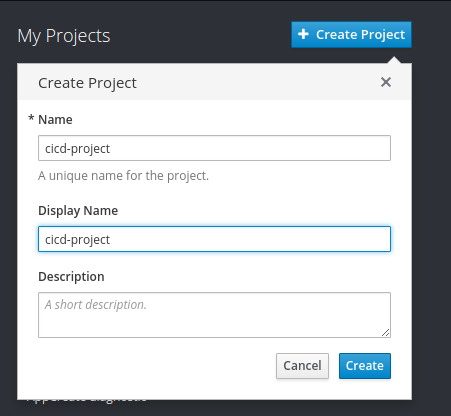 My Projects
+ Create Project
Create Project
* Name
cicd-project
A unique name for the project.
Display Name
cicd-project
Description
A short description.
Cancel Create